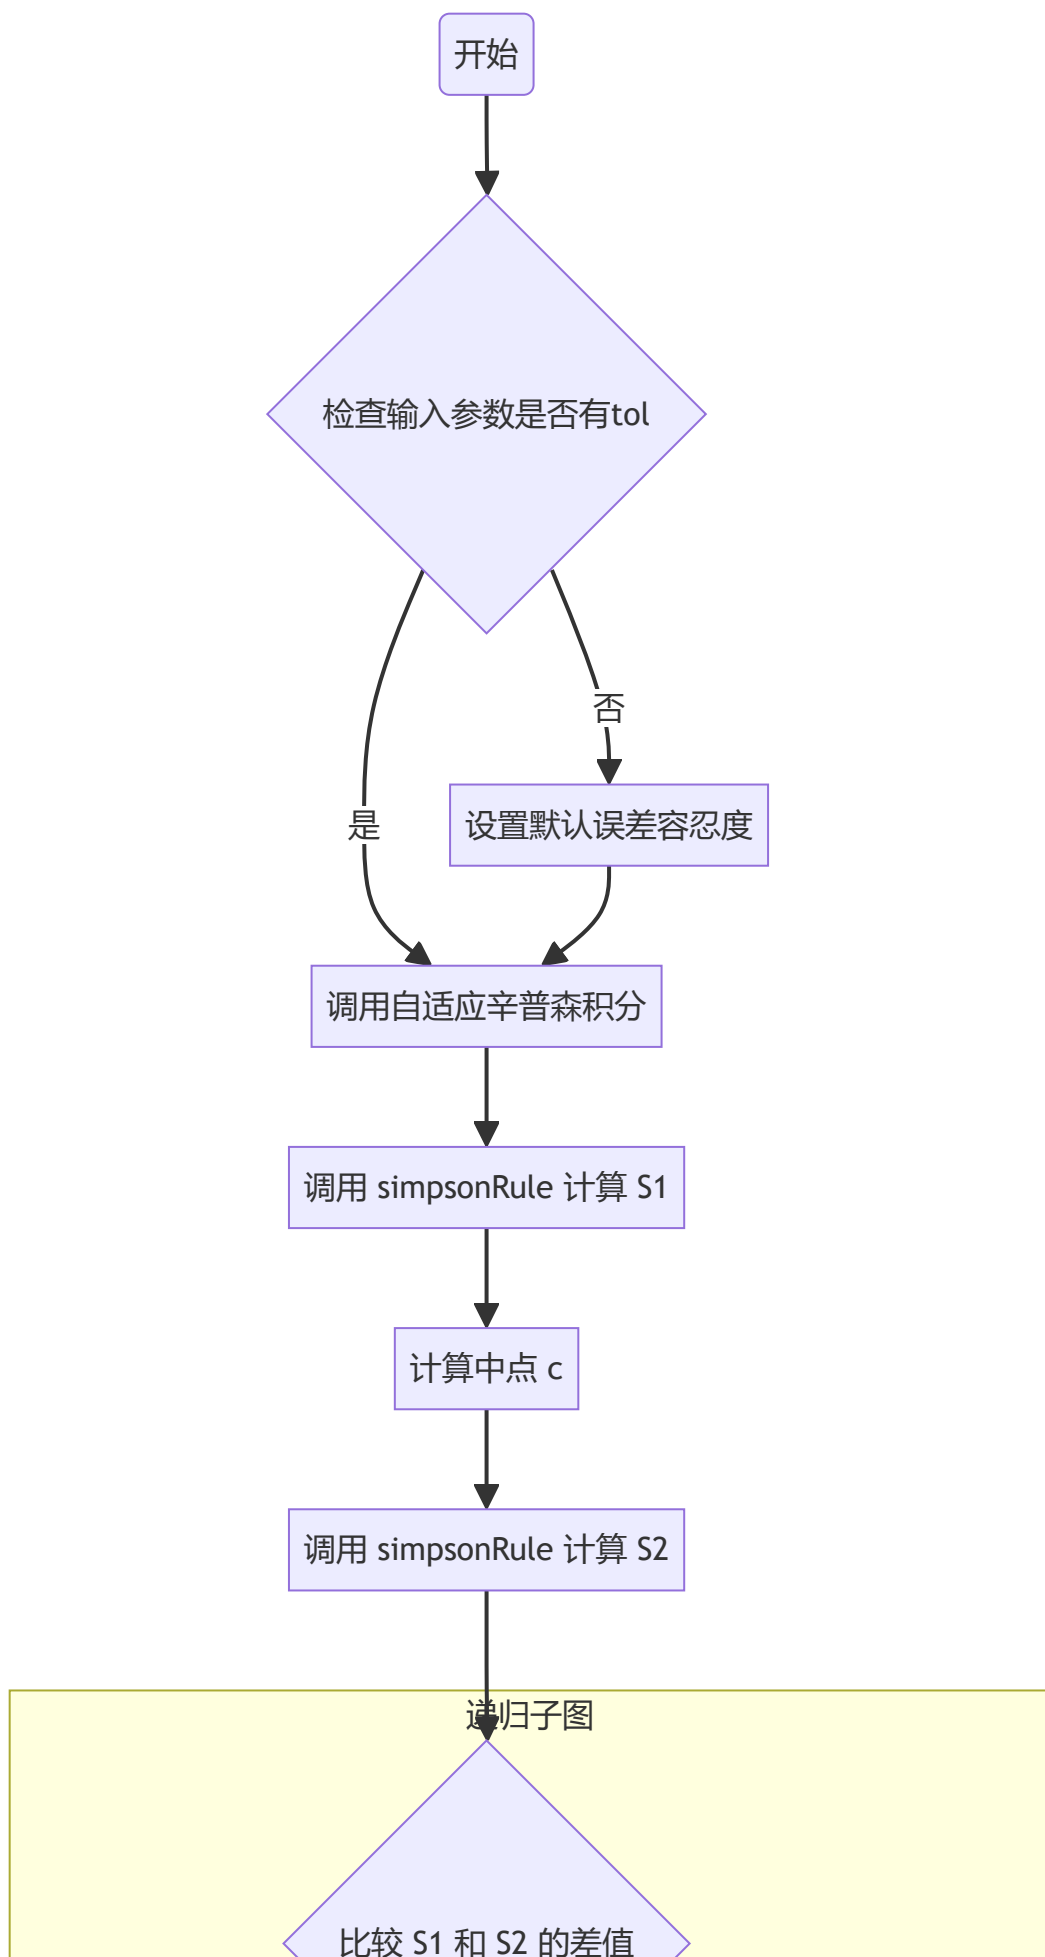 开始
检查输入参数是否有tol
否
是
设置默认误差容忍度
调用自适应辛普森积分
调用 simpsonRule 计算 S1
计算中点 c
调用 simpsonRule 计算 S2
递归子图
比较 S1 和 S2 的差值